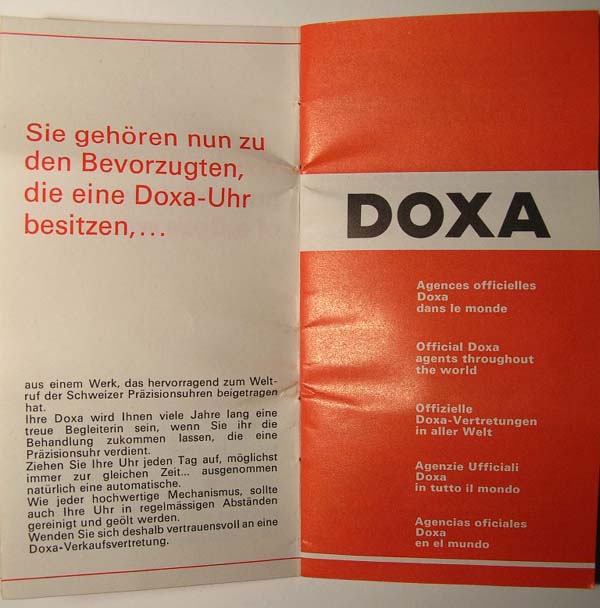 Sie gehören nun zu
den Bevorzugten,
die eine Doxa-Uhr
besitzen,...
aus einem Werk, das hervorragend zum Welt-
ruf der Schweizer Präzisionsuhren beigetragen
hat.
Ihre Doxa wird Ihnen viele Jahre lang eine
treue Begleiterin sein, wenn Sie ihr die
Behandlung zukommen lassen, die eine
Präzisionsuhr verdient.
Ziehen Sie Ihre Uhr jeden Tag auf, möglichst
immer zur gleichen Zeit... ausgenommen
natürlich eine automatische.
Wie jeder hochwertige Mechanismus, sollte
auch Ihre Uhr in regelmässigen Abständen
gereinigt und geölt werden.
Wenden Sie sich deshalb vertrauensvoll an eine
Doxa-Verkaufsvertretung.
DOXA
Agences officielles
Doxa
dans le monde
Official Doxa
agents throughout
the world
Offizielle
Doxa-Vertretungen
in aller Welt
Agenzie Ufficiali
Doxa
in tutto il mondo
Agencias oficiales
Doxa
en el mundo